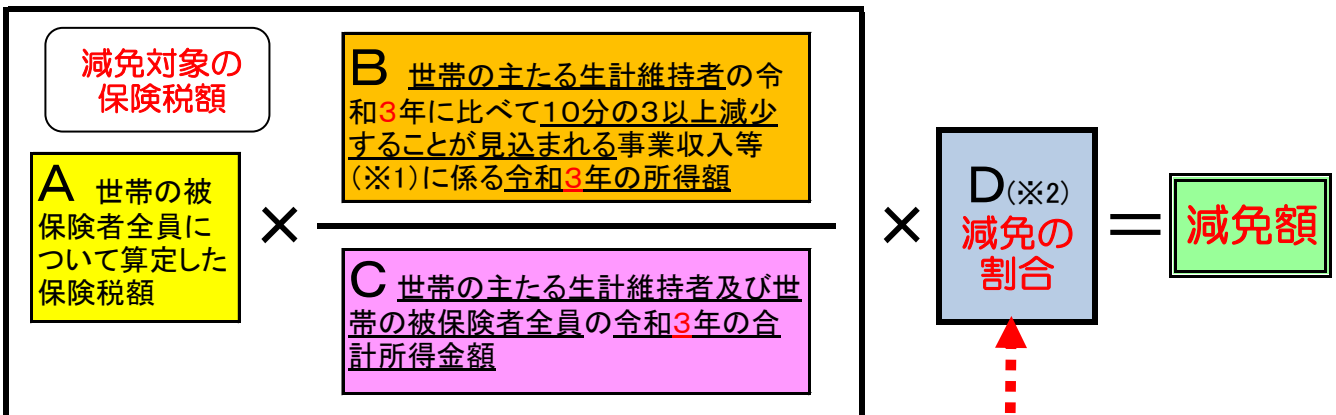 減免対象の
保険税額
A 世帯の被
保険者全員に
ついて算定した
保険税額
×
B 世帯の主たる生計維持者の令
和3年に比べて10分の3以上減少
することが見込まれる事業収入等
(※1)に係る令和3年の所得額
C 世帯の主たる生計維持者及び世
帯の被保険者全員の令和3年の合
計所得金額
×
D(※2)
減免の
割合
=
減免額